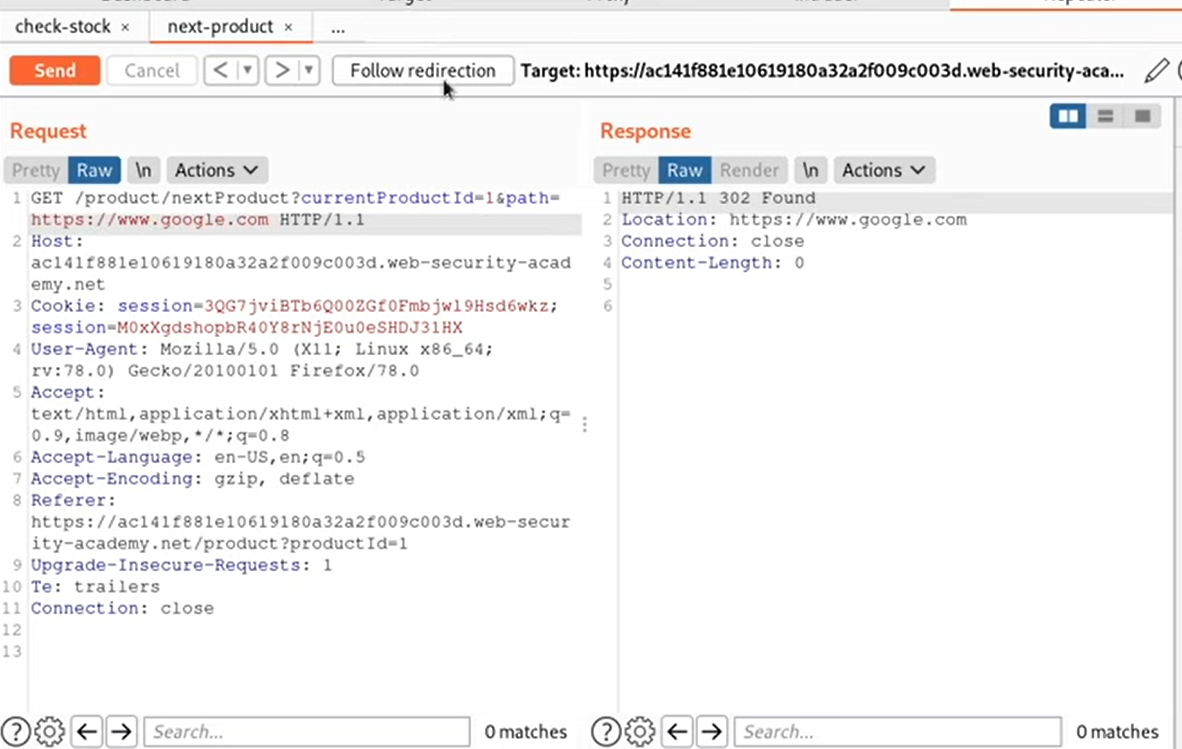 check-stock × next-product × ...
Send Cancel < ▼ > ▼ Follow redirection Target: https://ac141f881e10619180a32a2f009c003d.web-security-aca...
Request
Pretty Raw \n Actions
1 GET /product/nextProduct?currentProductId=1&path=
https://www.google.com HTTP/1.1
2 Host:
ac141f881e10619180a32a2f009c003d.web-security-acad
emy.net
3 Cookie: session=3QG7jviBTb6Q00ZGf0Fmbjwl9Hsd6wkz;
session=M0xXgdshopbR40Y8rNjE0u0eSHDJ31HX
4 User-Agent: Mozilla/5.0 (X11; Linux x86_64;
rv:78.0) Gecko/20100101 Firefox/78.0
5 Accept:
text/html,application/xhtml+xml,application/xml;q=
0.9,image/webp,*/*;q=0.8
6 Accept-Language: en-US,en;q=0.5
7 Accept-Encoding: gzip, deflate
8 Referer:
https://ac141f881e10619180a32a2f009c003d.web-secur
ity-academy.net/product?productId=1
9 Upgrade-Insecure-Requests: 1
10 Te: trailers
11 Connection: close
12
13
Search... 0 matches
Response
Pretty Raw Render \n Actions
1 HTTP/1.1 302 Found
2 Location: https://www.google.com
3 Connection: close
4 Content-Length: 0
5
6
Search... 0 matches